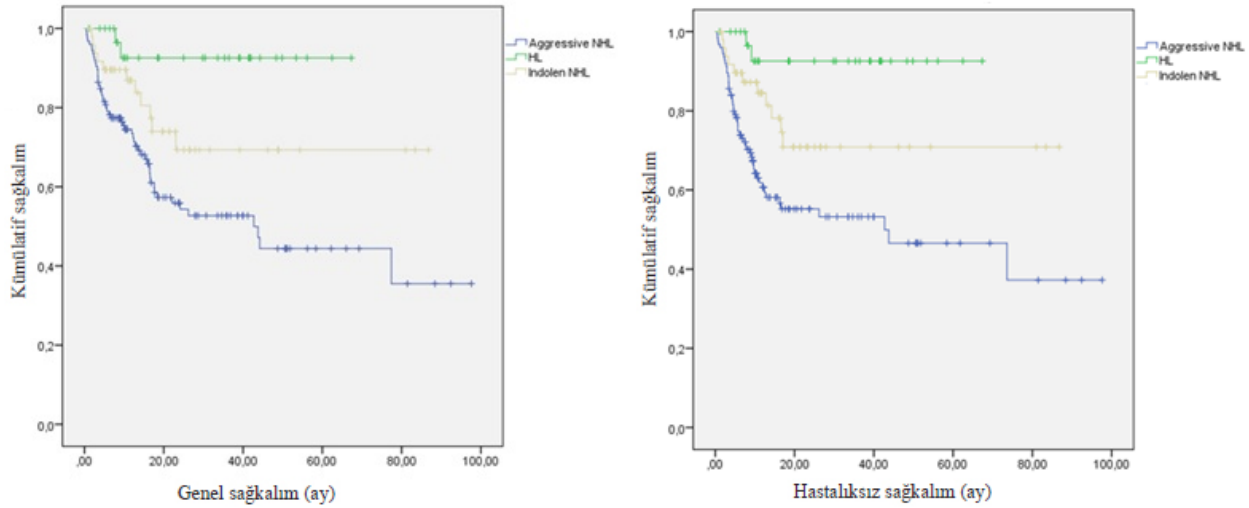 1,0
0,8
0,6
0,4
0,2
0,0
Kümülatif sağkalım
,00 20,00 40,00 60,00 80,00 100,00
Genel sağkalım (ay)
Aggressive NHL
HL
Indolen NHL
1,0
0,8
0,6
0,4
0,2
0,0
Kümülatif sağkalım
,00 20,00 40,00 60,00 80,00 100,00
Hastalıksız sağkalım (ay)
Aggressive NHL
HL
Indolen NHL